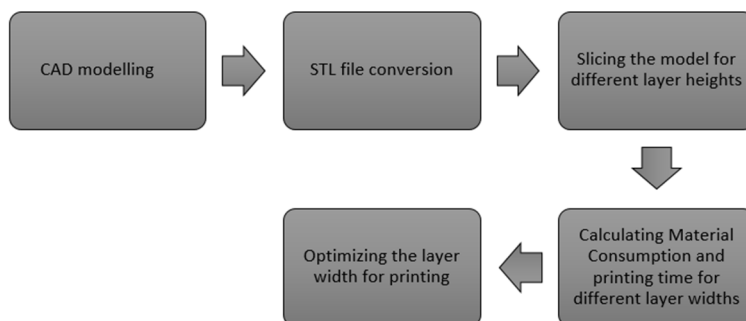 CAD modelling
STL file conversion
Slicing the model for
different layer heights
Calculating Material
Consumption and
printing time for
different layer widths
Optimizing the layer
width for printing